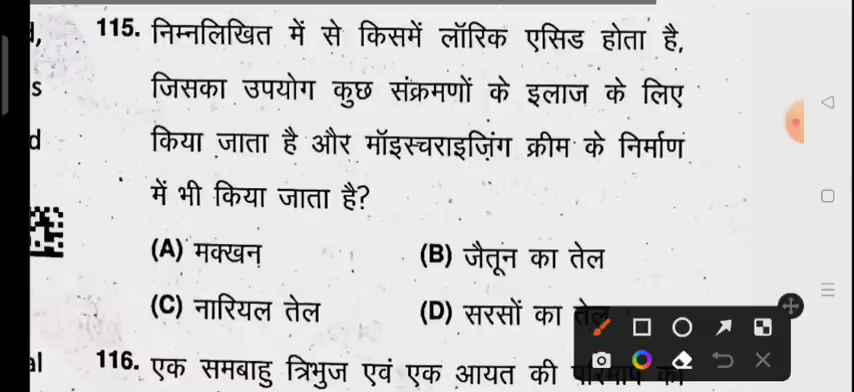 115. निम्नलिखित में से किसमें लॉरिक एसिड होता है,
जिसका उपयोग कुछ संक्रमणों के इलाज के लिए
किया जाता है और मॉइस्चराइज़िंग क्रीम के निर्माण
में भी किया जाता है?
(A) मक्खन (B) जैतून का तेल
(C) नारियल तेल (D) सरसों का तेल
116. एक समबाहु त्रिभुज एवं एक आयत की परिमाप का